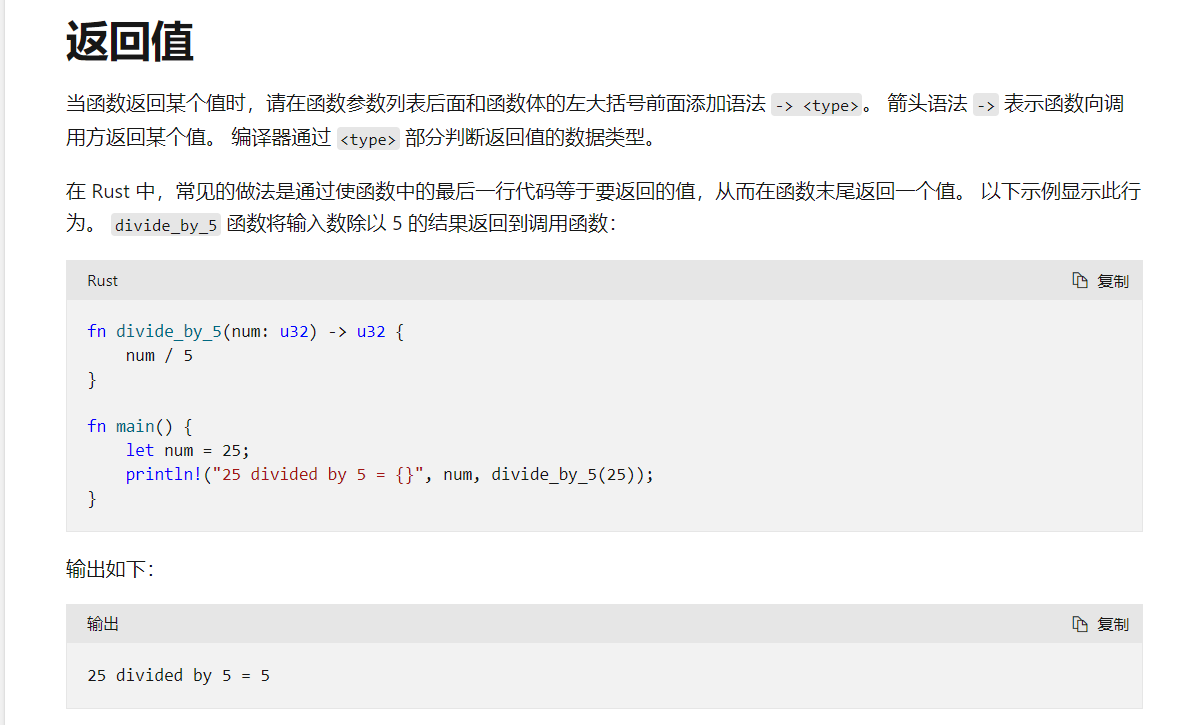 返回值
当函数返回某个值时，请在函数参数列表后面和函数体的左大括号前面添加语法 -> <type>。 箭头语法 -> 表示函数向调
用方返回某个值。 编译器通过 <type> 部分判断返回值的数据类型。
在 Rust 中，常见的做法是通过使函数中的最后一行代码等于要返回的值，从而在函数末尾返回一个值。 以下示例显示此行
为。 divide_by_5 函数将输入数除以 5 的结果返回到调用函数：
Rust 复制
fn divide_by_5(num: u32) -> u32 {
    num / 5
}
fn main() {
    let num = 25;
    println!("25 divided by 5 = {}", num, divide_by_5(25));
}
输出如下：
输出 复制
25 divided by 5 = 5